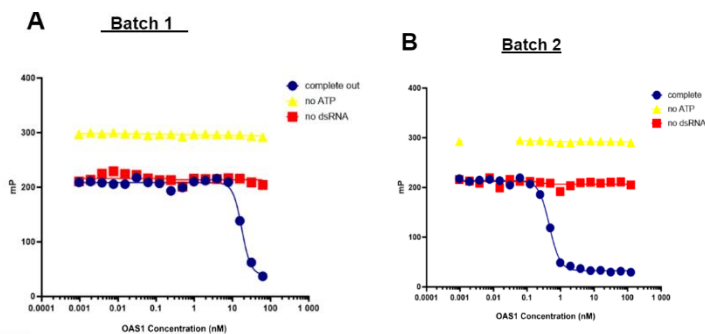 A
Batch 1
complete out
no ATP
no dsRNA
400
300
200
100
0
mP
0.0001 0.001 0.01 0.1 1 10 100 1 000
OAS1 Concentration (nM)
B
Batch 2
complete
no ATP
no dsRNA
400
300
200
100
0
mP
0.0001 0.001 0.01 0.1 1 10 100 1 000
OAS1 Concentration (nM)